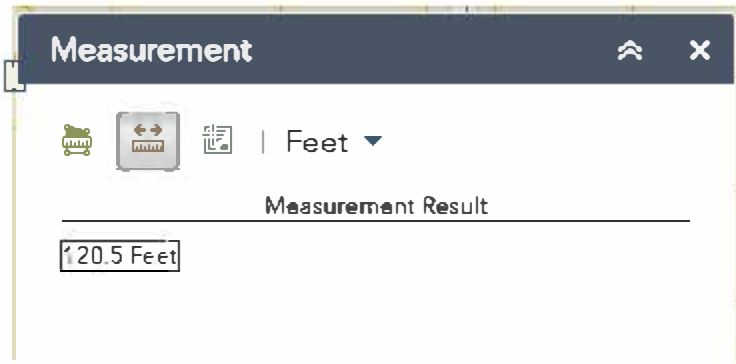 Measurement
| Feet
Measurement Result
120.5 Feet